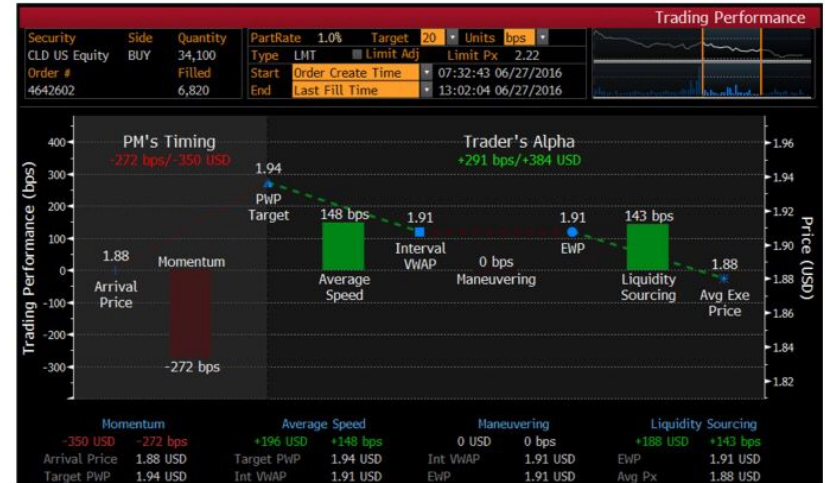 Trading Performance
Security Side Quantity
CLD US Equity BUY 34,100
Order # Filled
4642602 6,820
PartRate 1.0% Target 20 Units bps
Type LMT Limit Adj Limit Px 2.22
Start Order Create Time 07:32:43 06/27/2016
End Last Fill Time 13:02:04 06/27/2016
PM's Timing
-272 bps/-350 USD
Trader's Alpha
+291 bps/+384 USD
Trading Performance (bps)
400
300
200
100
0
-100
-200
-300
1.88
Arrival
Price
Momentum
-272 bps
1.94
PWP
Target
148 bps
Average
Speed
1.91
Interval
VWAP
0 bps
Maneuvering
1.91
EWP
143 bps
Liquidity
Sourcing
1.88
Avg Exe
Price
1.96
1.94
1.92
1.90
1.88
1.86
1.84
1.82
Price (USD)
Momentum Average Speed Maneuvering Liquidity Sourcing
-350 USD -272 bps +196 USD +148 bps 0 USD 0 bps +188 USD +143 bps
Arrival Price 1.88 USD Target PWP 1.94 USD Int VWAP 1.91 USD EWP 1.91 USD
Target PWP 1.94 USD Int VWAP 1.91 USD EWP 1.91 USD Avg Px 1.88 USD